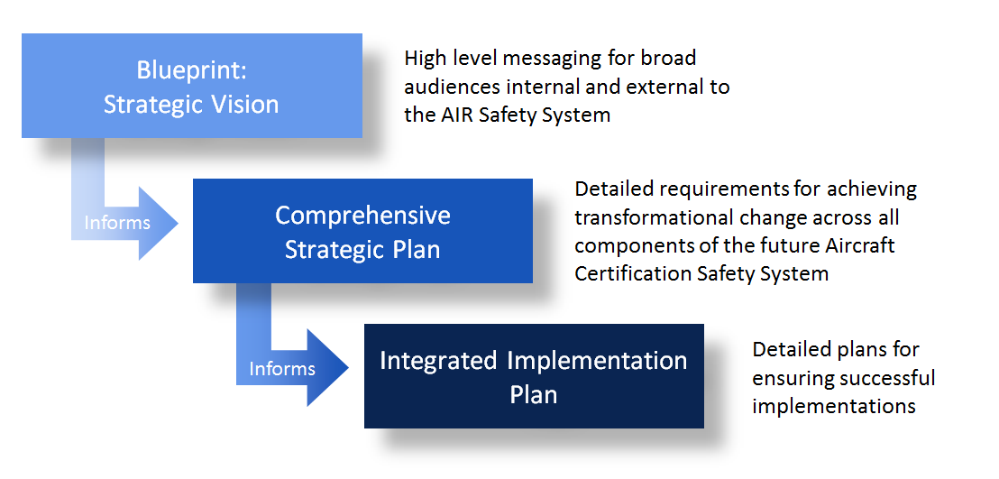 Blueprint:
Strategic Vision
High level messaging for broad
audiences internal and external to
the AIR Safety System
Informs
Comprehensive
Strategic Plan
Detailed requirements for achieving
transformational change across all
components of the future Aircraft
Certification Safety System
Informs
Integrated Implementation
Plan
Detailed plans for
ensuring successful
implementations